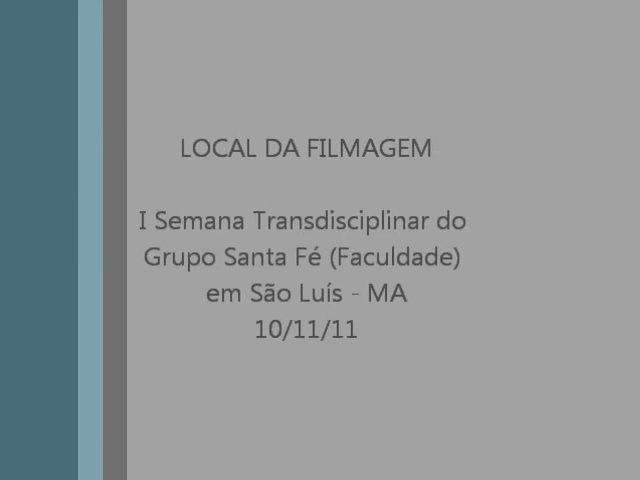 LOCAL DA FILMAGEM
I Semana Transdisciplinar do
Grupo Santa Fé (Faculdade)
em São Luís - MA
10/11/11